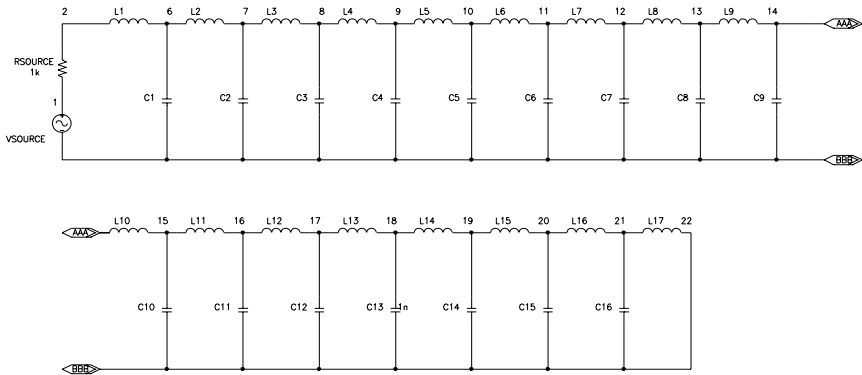 2 L1 6 L2 7 L3 8 L4 9 L5 10 L6 11 L7 12 L8 13 L9 14 AAA
RSOURCE
1k
1 C1 C2 C3 C4 C5 C6 C7 C8 C9
VSOURCE
BBB
AAA L10 15 L11 16 L12 17 L13 18 L14 19 L15 20 L16 21 L17 22
C10 C11 C12 C13 1n C14 C15 C16
BBB